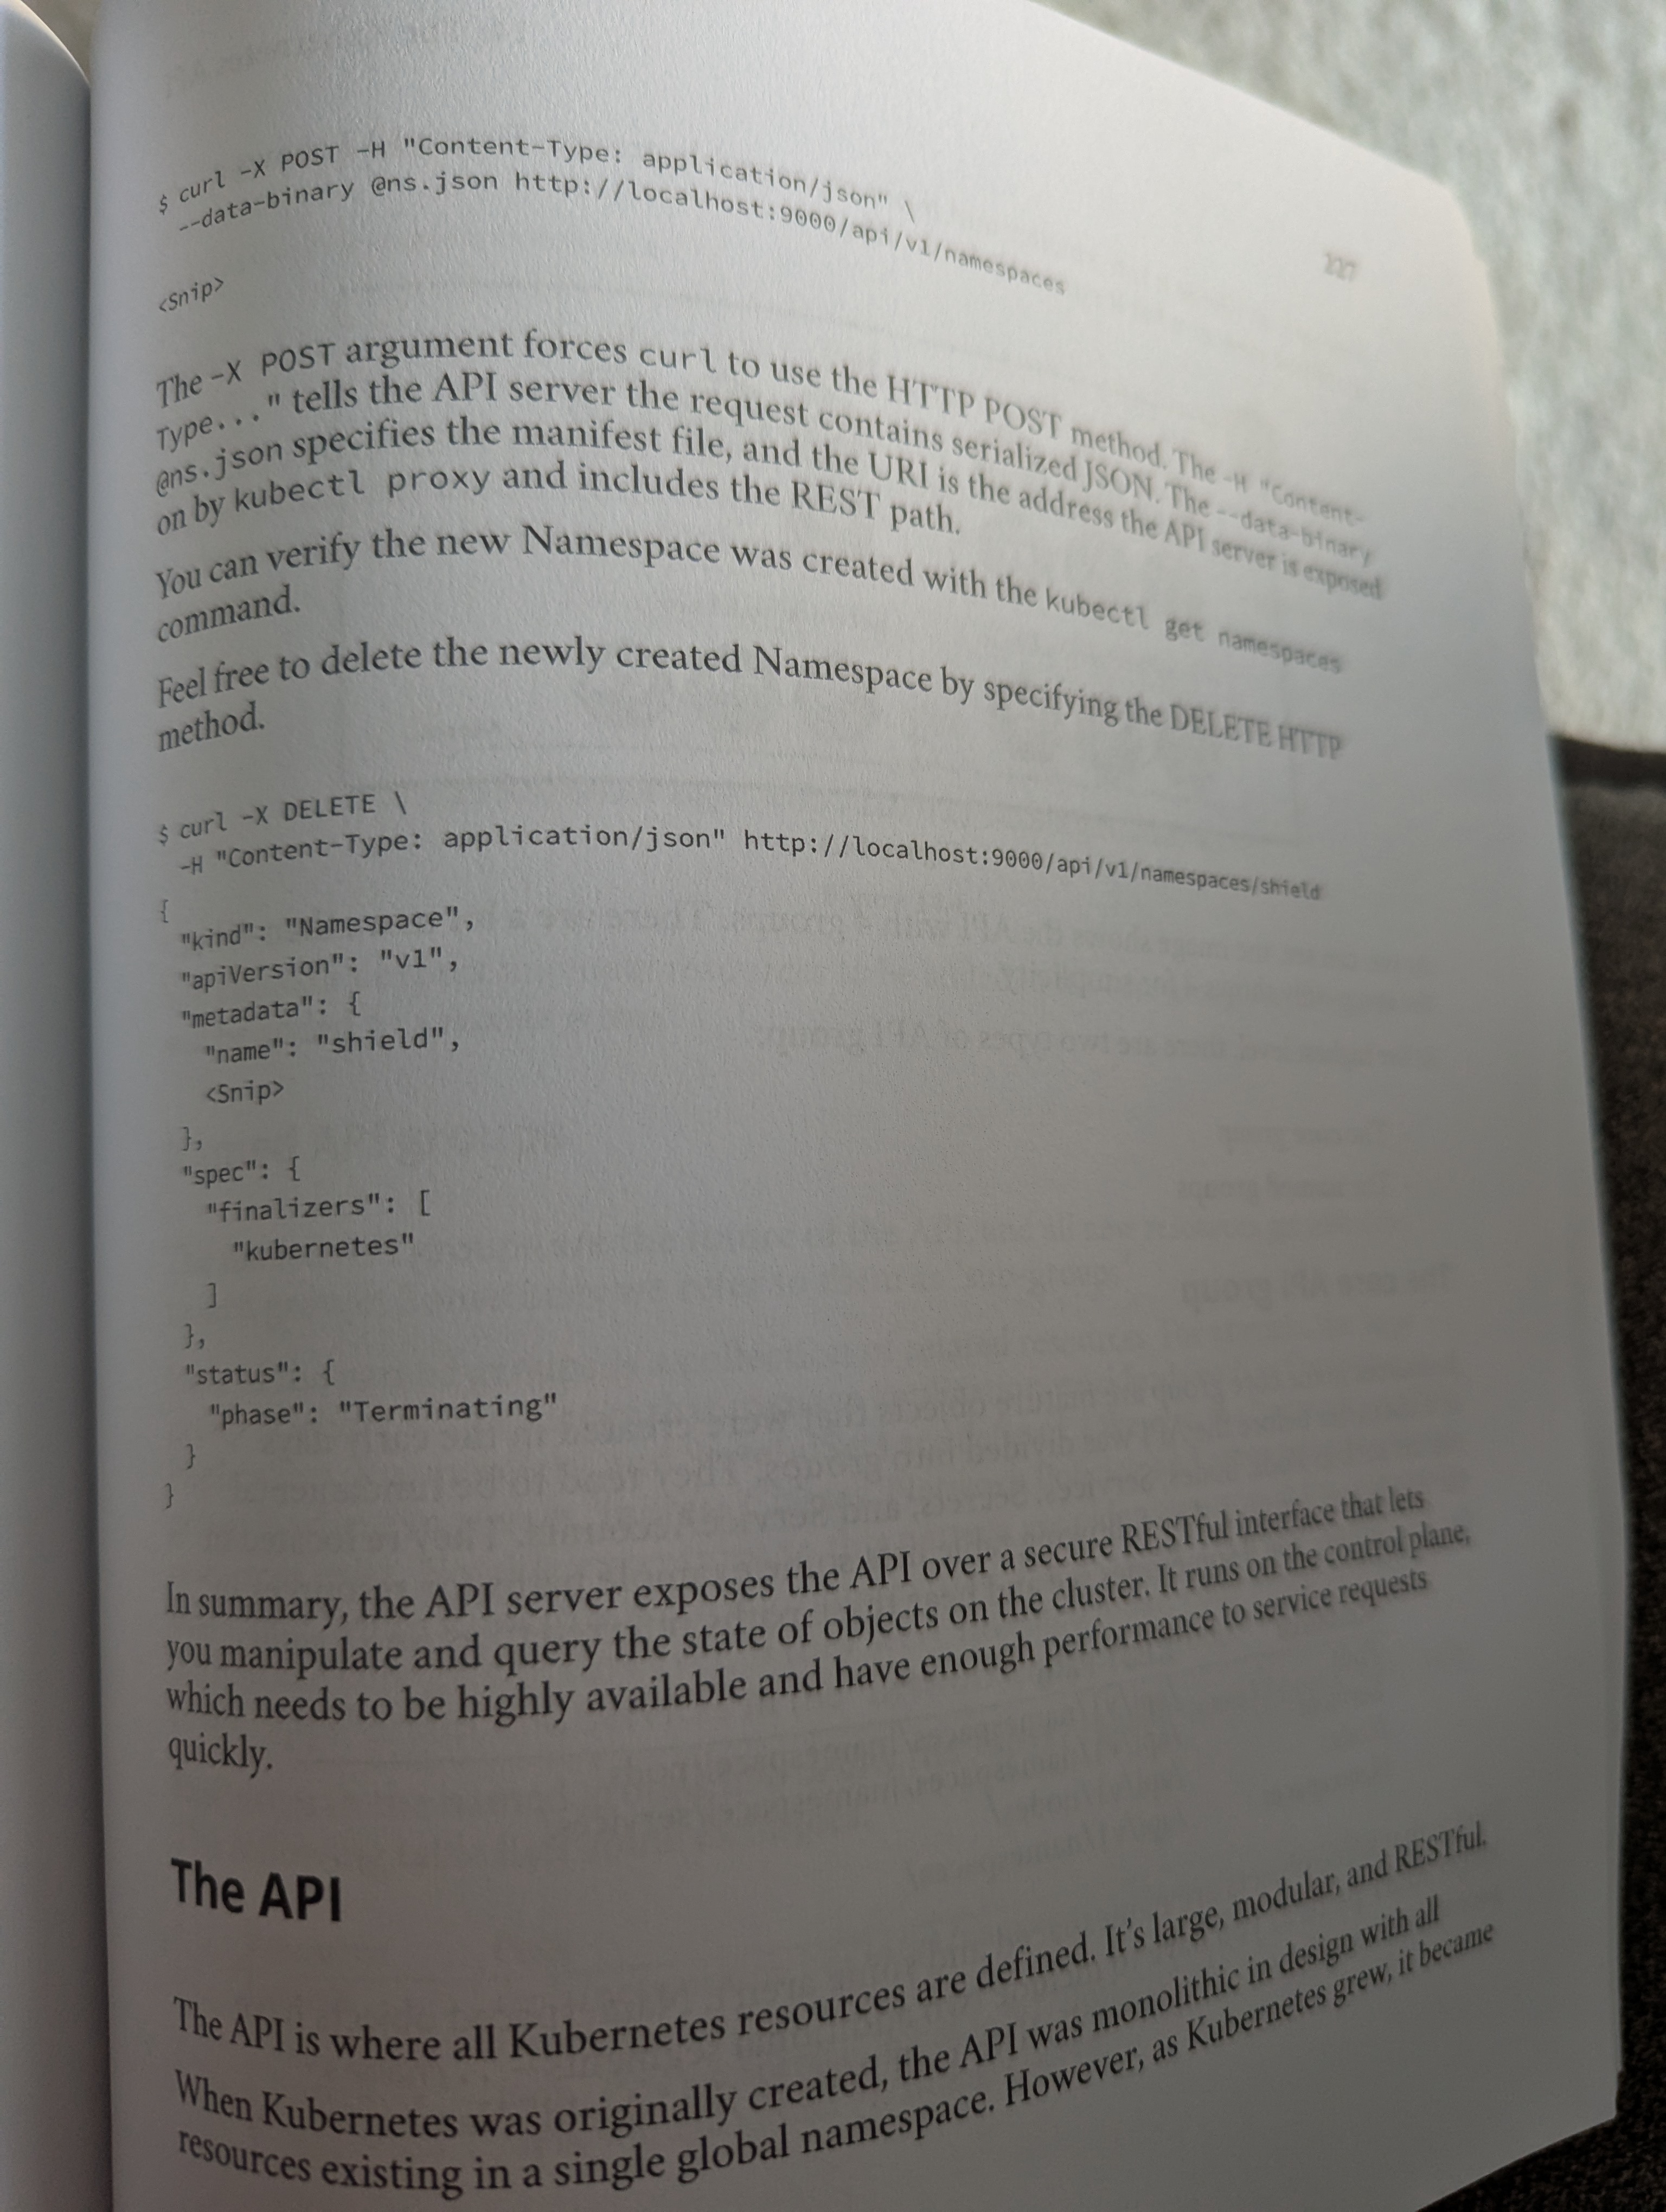 $ curl -X POST -H "Content-Type: application/json" \
--data-binary @ns.json http://localhost:9000/api/v1/namespaces
<Snip>
The -X POST argument forces curl to use the HTTP POST method. The -H "Content-
Type..." tells the API server the request contains serialized JSON. The --data-binary
@ns.json specifies the manifest file, and the URI is the address the API server is exposed
on by kubectl proxy and includes the REST path.
You can verify the new Namespace was created with the kubectl get namespaces
command.
Feel free to delete the newly created Namespace by specifying the DELETE HTTP
method.
$ curl -X DELETE \
-H "Content-Type: application/json" http://localhost:9000/api/v1/namespaces/shield
{
"kind": "Namespace",
"apiVersion": "v1",
"metadata": {
"name": "shield",
<Snip>
},
"spec": {
"finalizers": [
"kubernetes"
]
},
"status": {
"phase": "Terminating"
}
}
In summary, the API server exposes the API over a secure RESTful interface that lets
you manipulate and query the state of objects on the cluster. It runs on the control plane,
which needs to be highly available and have enough performance to service requests
quickly.
The API
The API is where all Kubernetes resources are defined. It's large, modular, and RESTful.
When Kubernetes was originally created, the API was monolithic in design with all
resources existing in a single global namespace. However, as Kubernetes grew, it became